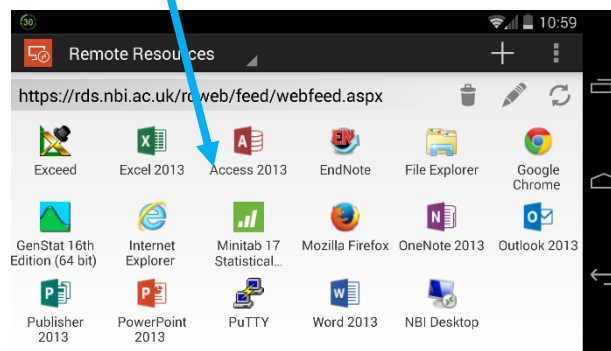 30
10:59
Remote Resources
https://rds.nbi.ac.uk/rdweb/feed/webfeed.aspx
Exceed
Excel 2013
Access 2013
EndNote
File Explorer
Google
Chrome
GenStat 16th
Edition (64 bit)
Internet
Explorer
Minitab 17
Statistical...
Mozilla Firefox
OneNote 2013
Outlook 2013
Publisher
2013
PowerPoint
2013
PuTTY
Word 2013
NBI Desktop